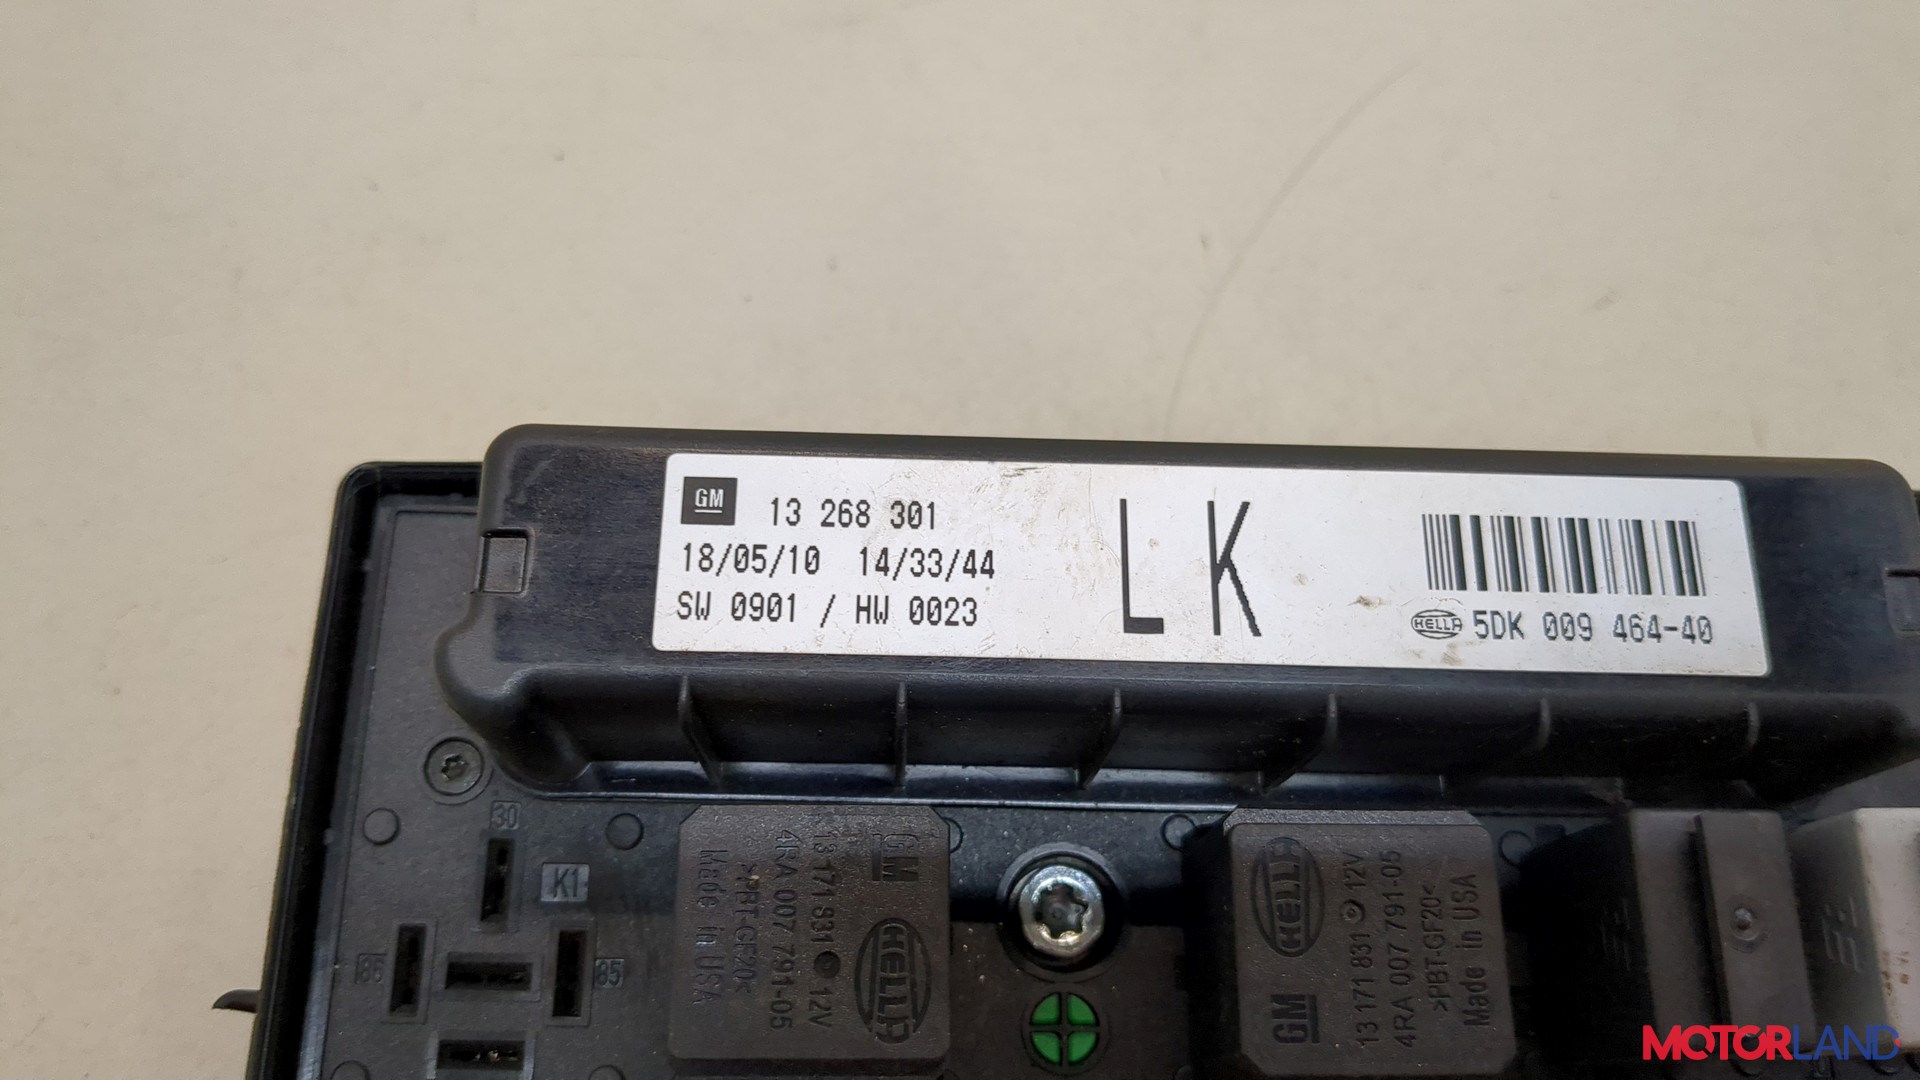 GM 13 268 301
18/05/10 14/33/44
SW 0901 / HW 0023
L K
HELLA 5DK 009 464-40
30
K1
86
85
GM HELLA
13 171 831 12V
4RA 007 791-05
>PBT-GF20<
Made in USA
GM HELLA
13 171 831 12V
4RA 007 791-05
>PBT-GF20<
Made in USA
MOTORLAND